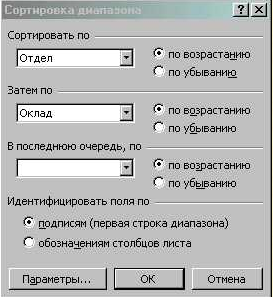 Сортировка диапазона
Сортировать по
Отдел
по возрастанию
по убыванию
Затем по
Оклад
по возрастанию
по убыванию
В последнюю очередь, по
по возрастанию
по убыванию
Идентифицировать поля по
подписям (первая строка диапазона)
обозначениям столбцов листа
Параметры...
ОК
Отмена